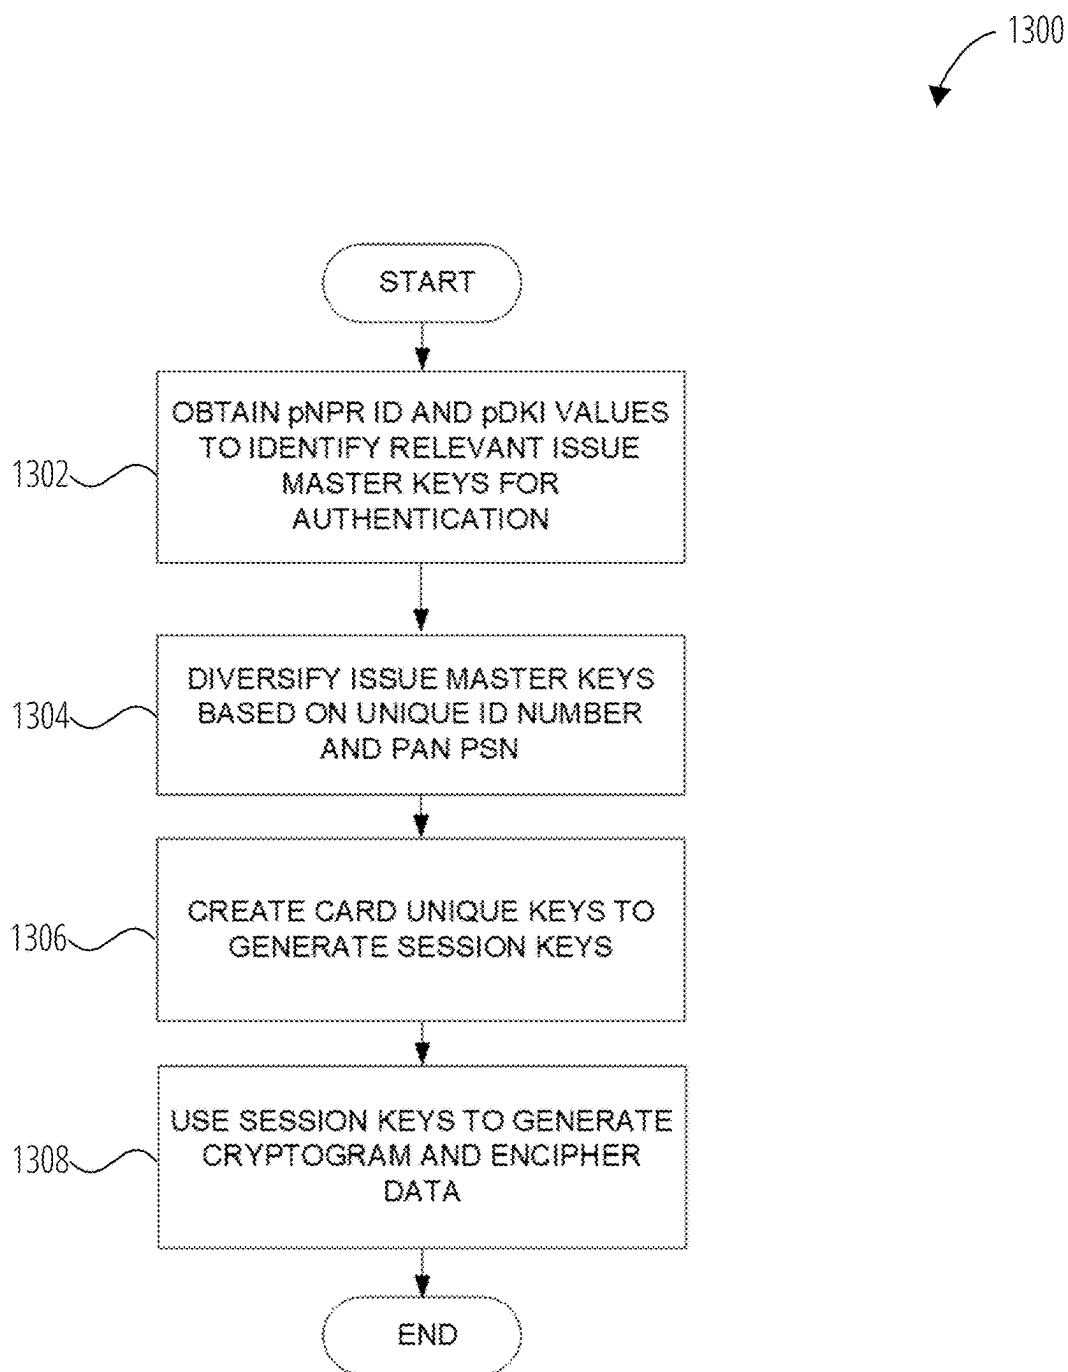 1300
START
OBTAIN pNPR ID AND pDKI VALUES
TO IDENTIFY RELEVANT ISSUE
MASTER KEYS FOR
AUTHENTICATION
1302
DIVERSIFY ISSUE MASTER KEYS
BASED ON UNIQUE ID NUMBER
AND PAN PSN
1304
CREATE CARD UNIQUE KEYS TO
GENERATE SESSION KEYS
1306
USE SESSION KEYS TO GENERATE
CRYPTOGRAM AND ENCIPHER
DATA
1308
END